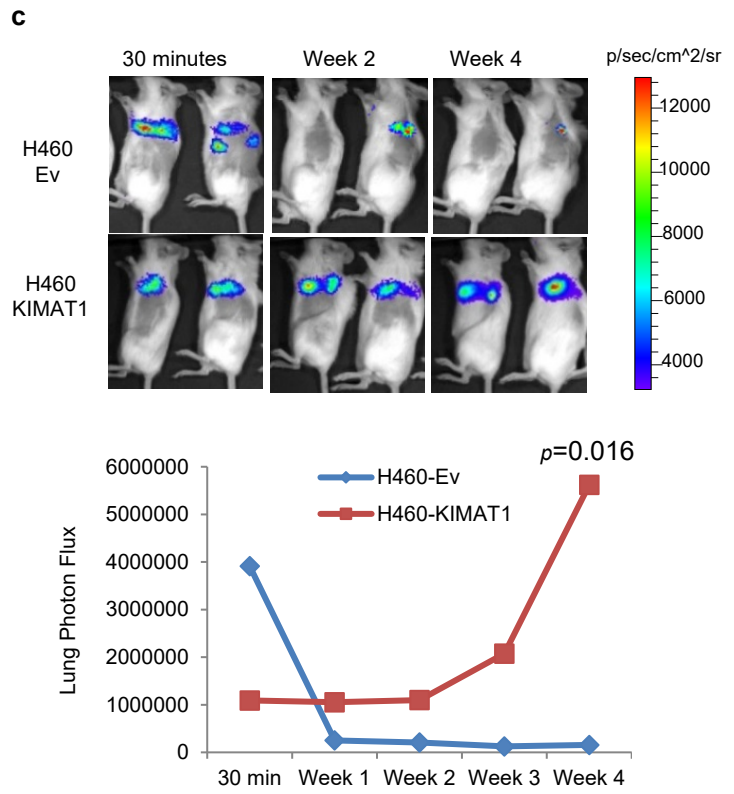 c
30 minutes
Week 2
Week 4
p/sec/cm^2/sr
H460
Ev
H460
KIMAT1
12000
10000
8000
6000
4000
p=0.016
H460-Ev
H460-KIMAT1
Lung Photon Flux
6000000
5000000
4000000
3000000
2000000
1000000
0
30 min Week 1 Week 2 Week 3 Week 4